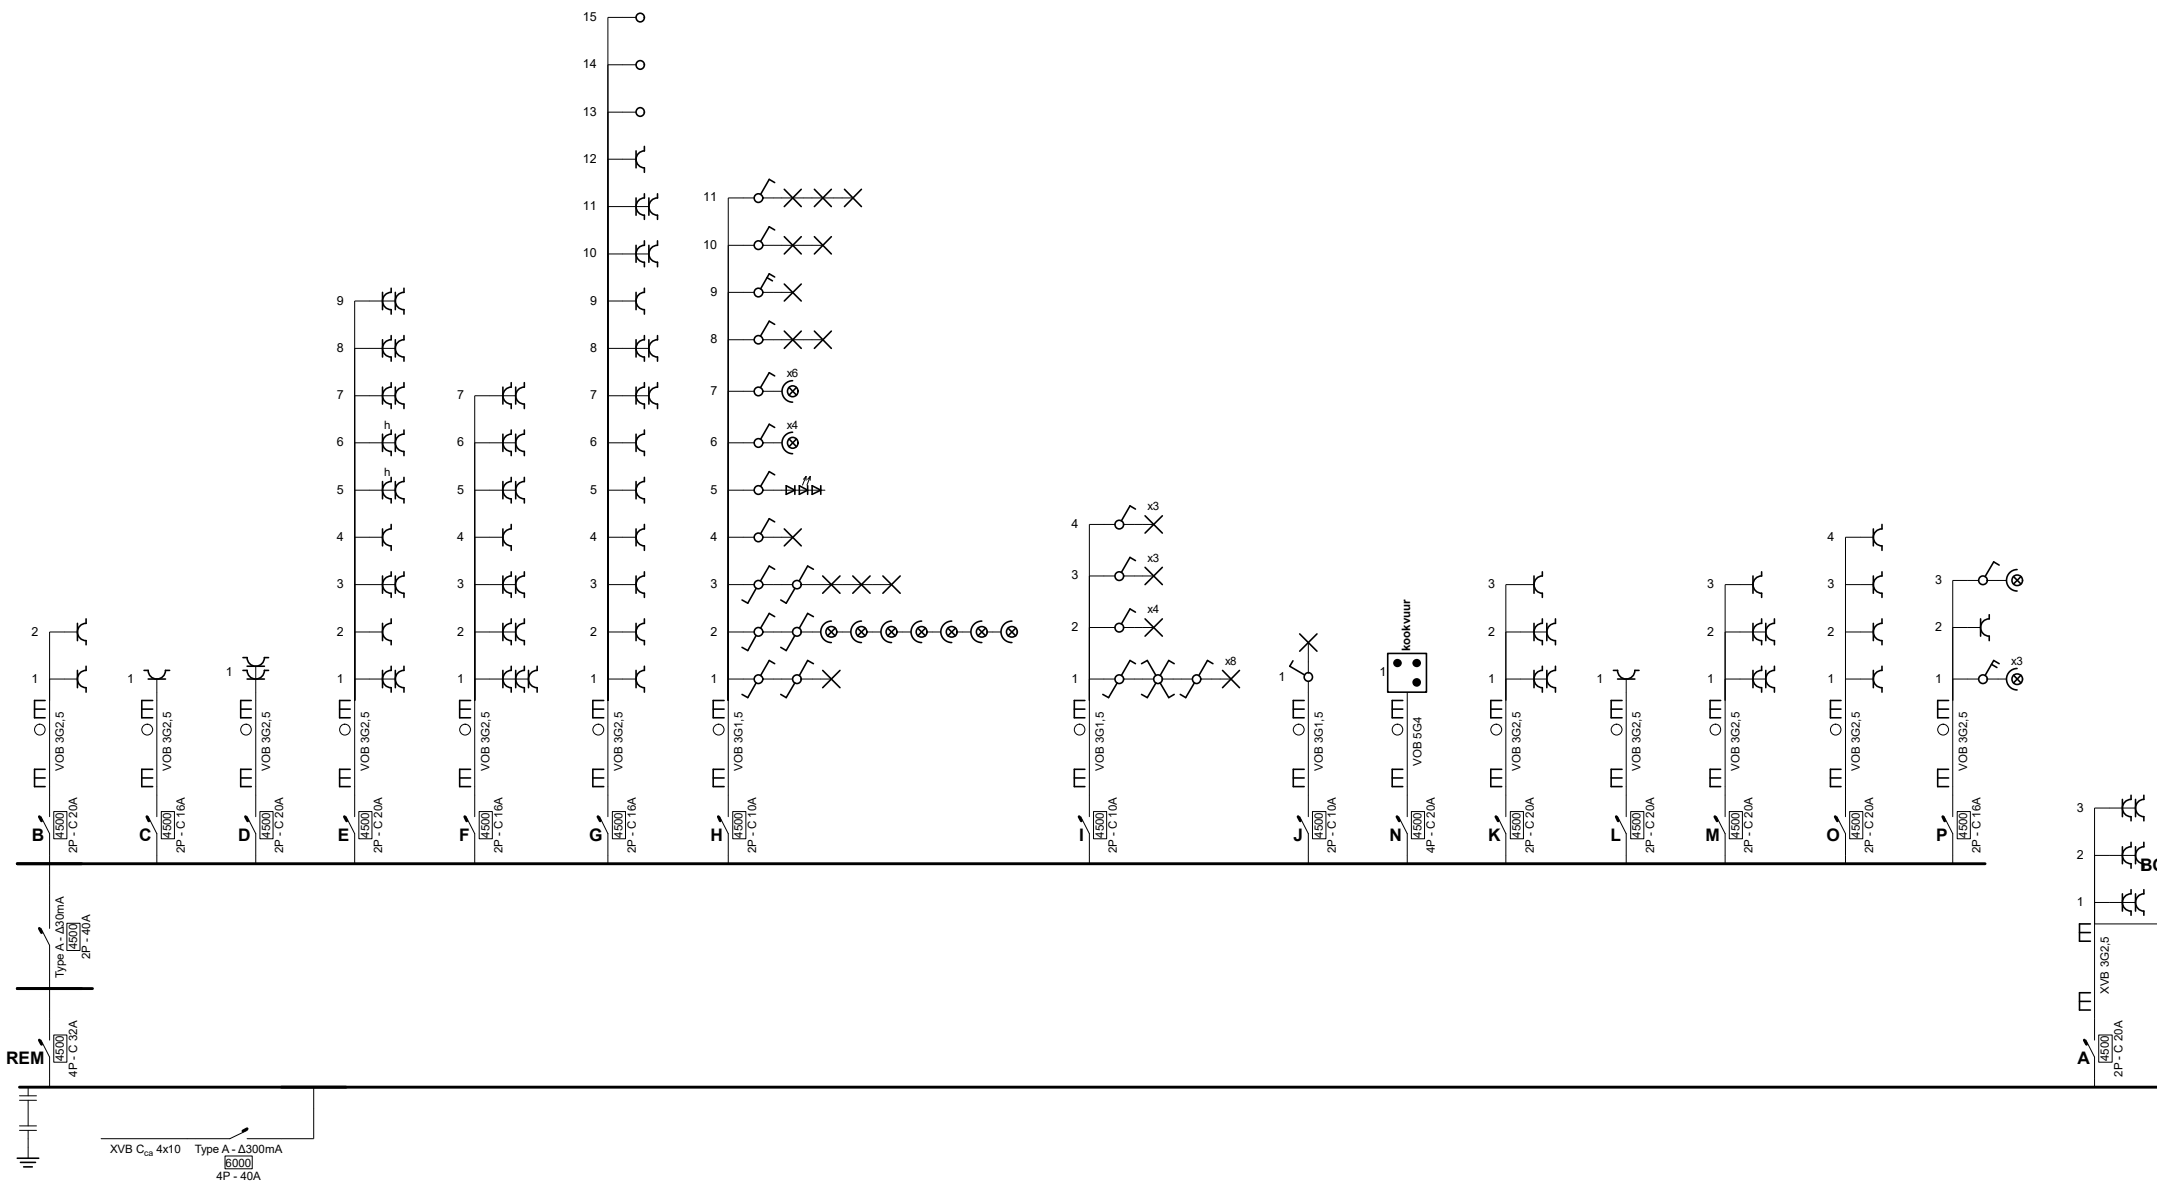 15
14
13
12
11
10
9
8
7
6
5
4
3
2
1
11
10
9
8
7
x6
6
x4
5
4
3
2
1
9
8
7
h
6
h
5
4
3
2
1
7
6
5
4
3
2
1
2
1
1
1
4
x3
3
x3
2
x4
1
x8
1
kookvuur
1
3
2
1
1
3
2
1
4
3
2
1
3
2
1
x3
VOB 3G2,5
VOB 3G2,5
VOB 3G2,5
VOB 3G2,5
VOB 3G2,5
VOB 3G2,5
VOB 3G1,5
VOB 3G1,5
VOB 3G1,5
VOB 5G4
VOB 3G2,5
VOB 3G2,5
VOB 3G2,5
VOB 3G2,5
VOB 3G2,5
B 4500 2P - C 20A
C 4500 2P - C 16A
D 4500 2P - C 20A
E 4500 2P - C 20A
F 4500 2P - C 16A
G 4500 2P - C 16A
H 4500 2P - C 10A
I 4500 2P - C 10A
J 4500 2P - C 10A
N 4500 4P - C 20A
K 4500 2P - C 20A
L 4500 2P - C 20A
M 4500 2P - C 20A
O 4500 2P - C 20A
P 4500 2P - C 16A
3
2
1
XVB 3G2,5
A 4500 2P - C 20A
Type A - Δ30mA
4500
2P - 40A
REM 4500 4P - C 32A
XVB Cca 4x10
Type A - Δ300mA
6000
4P - 40A